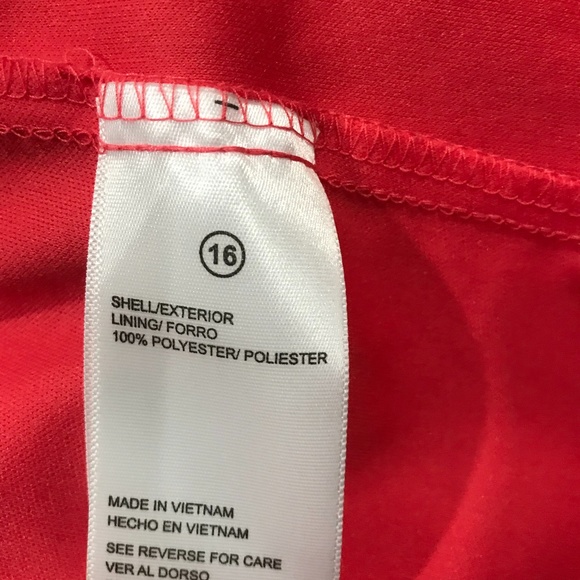 16
SHELL/EXTERIOR
LINING/ FORRO
100% POLYESTER/ POLIESTER
MADE IN VIETNAM
HECHO EN VIETNAM
SEE REVERSE FOR CARE
VER AL DORSO